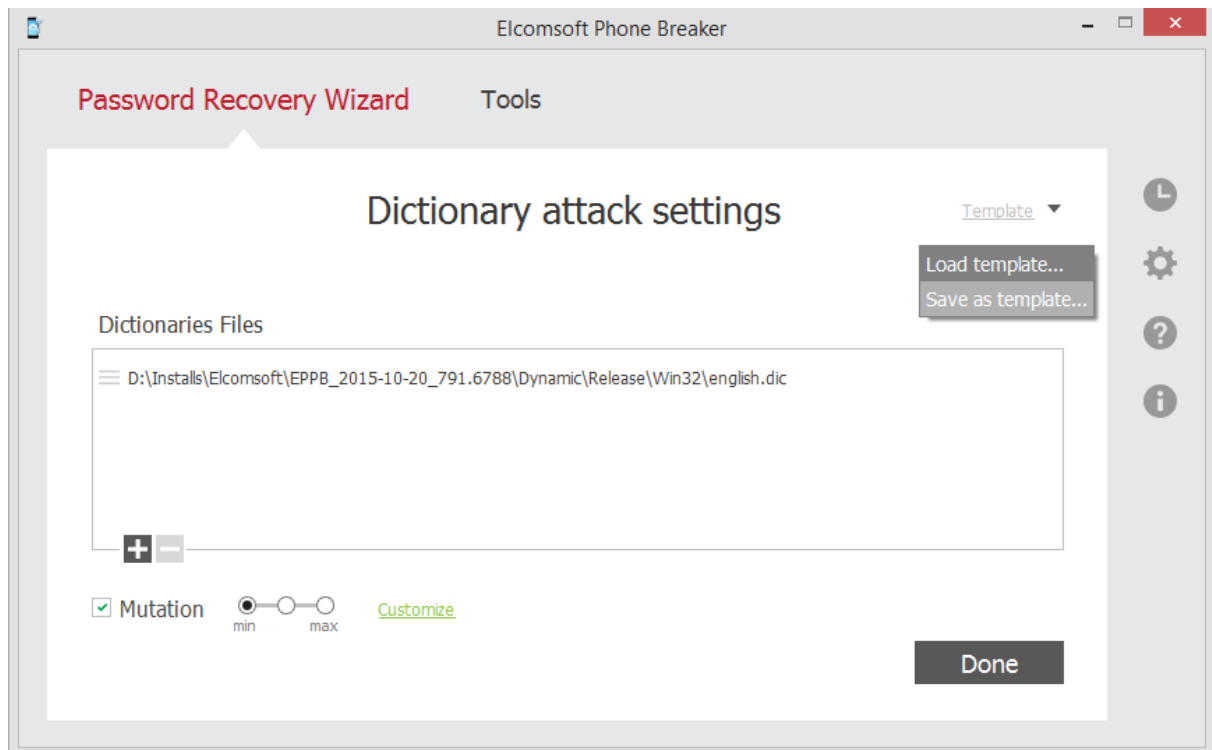 Elcomsoft Phone Breaker
Password Recovery Wizard Tools
Dictionary attack settings
Template
Load template...
Save as template...
Dictionaries Files
D:\Installs\Elcomsoft\EPPB_2015-10-20_791.6788\Dynamic\Release\Win32\english.dic
Mutation
min max
Customize
Done